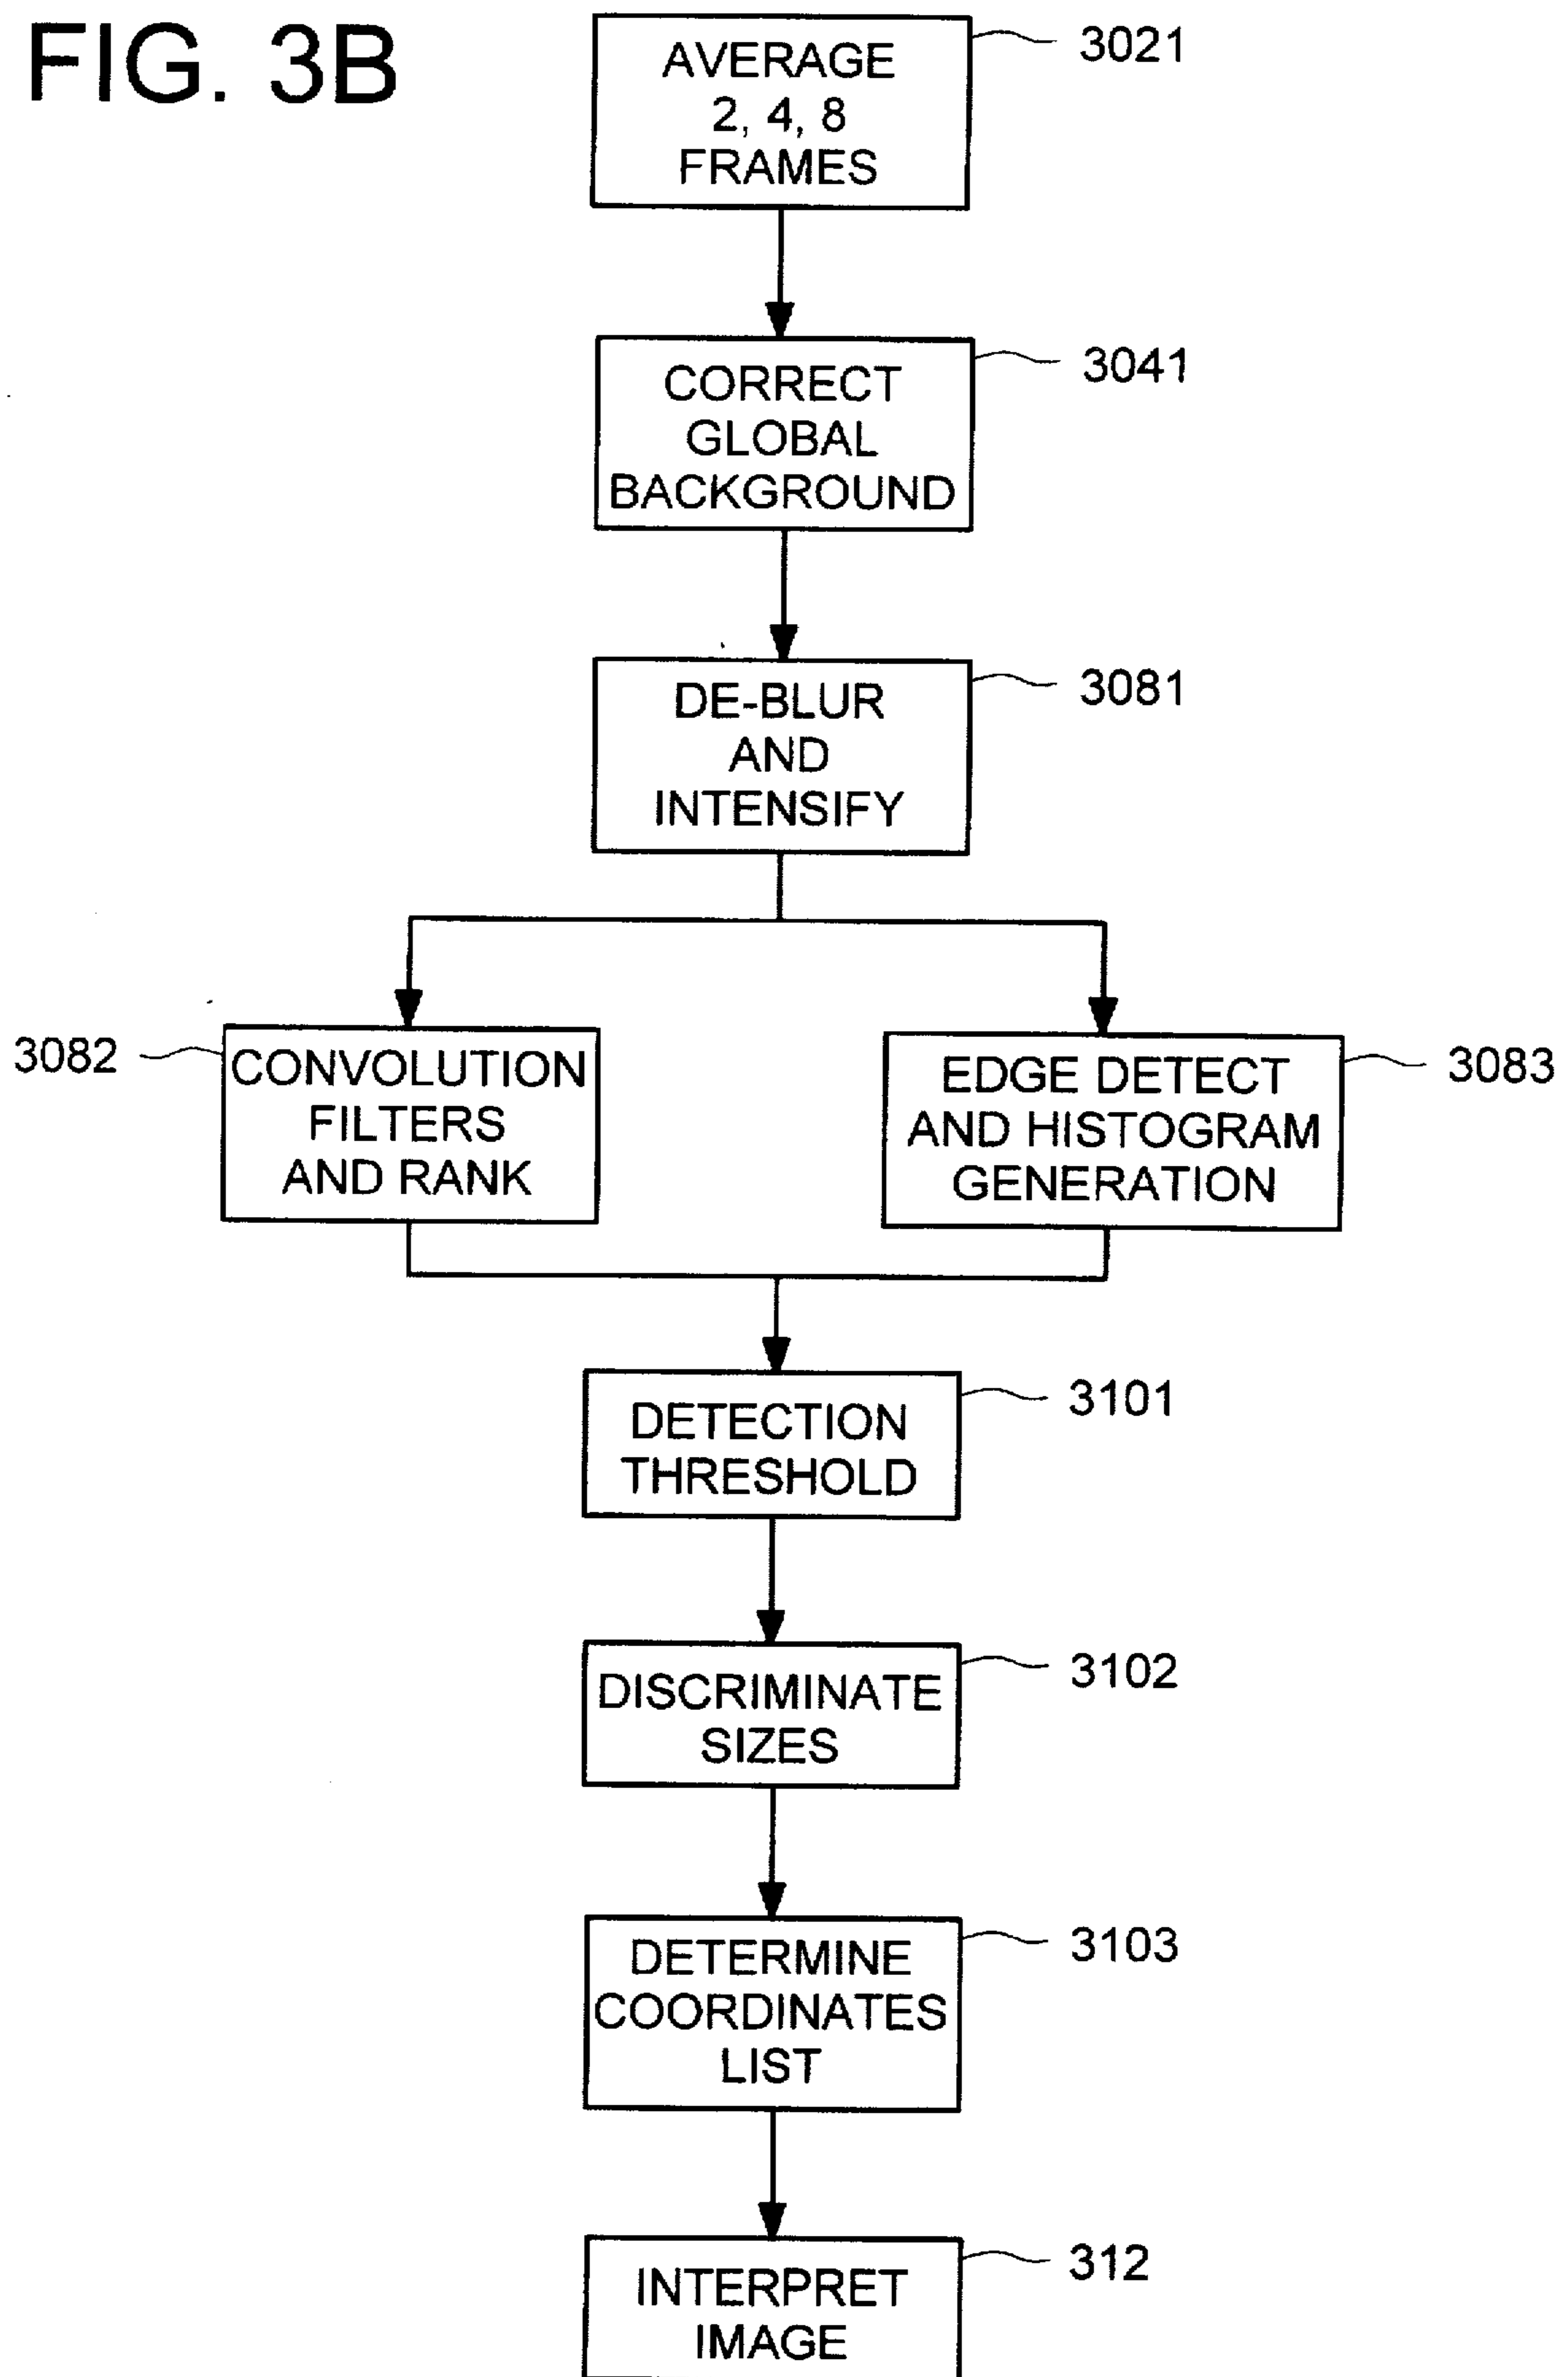 FIG. 3B
AVERAGE
2, 4, 8
FRAMES
3021
CORRECT
GLOBAL
BACKGROUND
3041
DE-BLUR
AND
INTENSIFY
3081
3082
CONVOLUTION
FILTERS
AND RANK
EDGE DETECT
AND HISTOGRAM
GENERATION
3083
DETECTION
THRESHOLD
3101
DISCRIMINATE
SIZES
3102
DETERMINE
COORDINATES
LIST
3103
INTERPRET
IMAGE
312